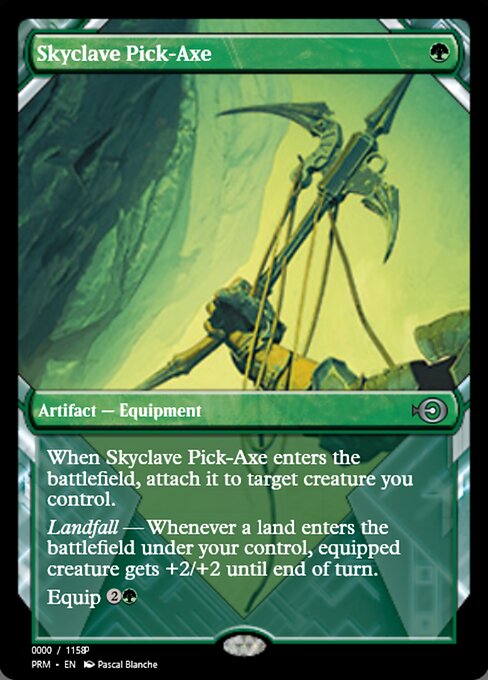 Skyclave Pick-Axe
Artifact — Equipment
When Skyclave Pick-Axe enters the
battlefield, attach it to target creature you
control.
Landfall — Whenever a land enters the
battlefield under your control, equipped
creature gets +2/+2 until end of turn.
Equip 2
0000 / 1158P
PRM • EN Pascal Blanche